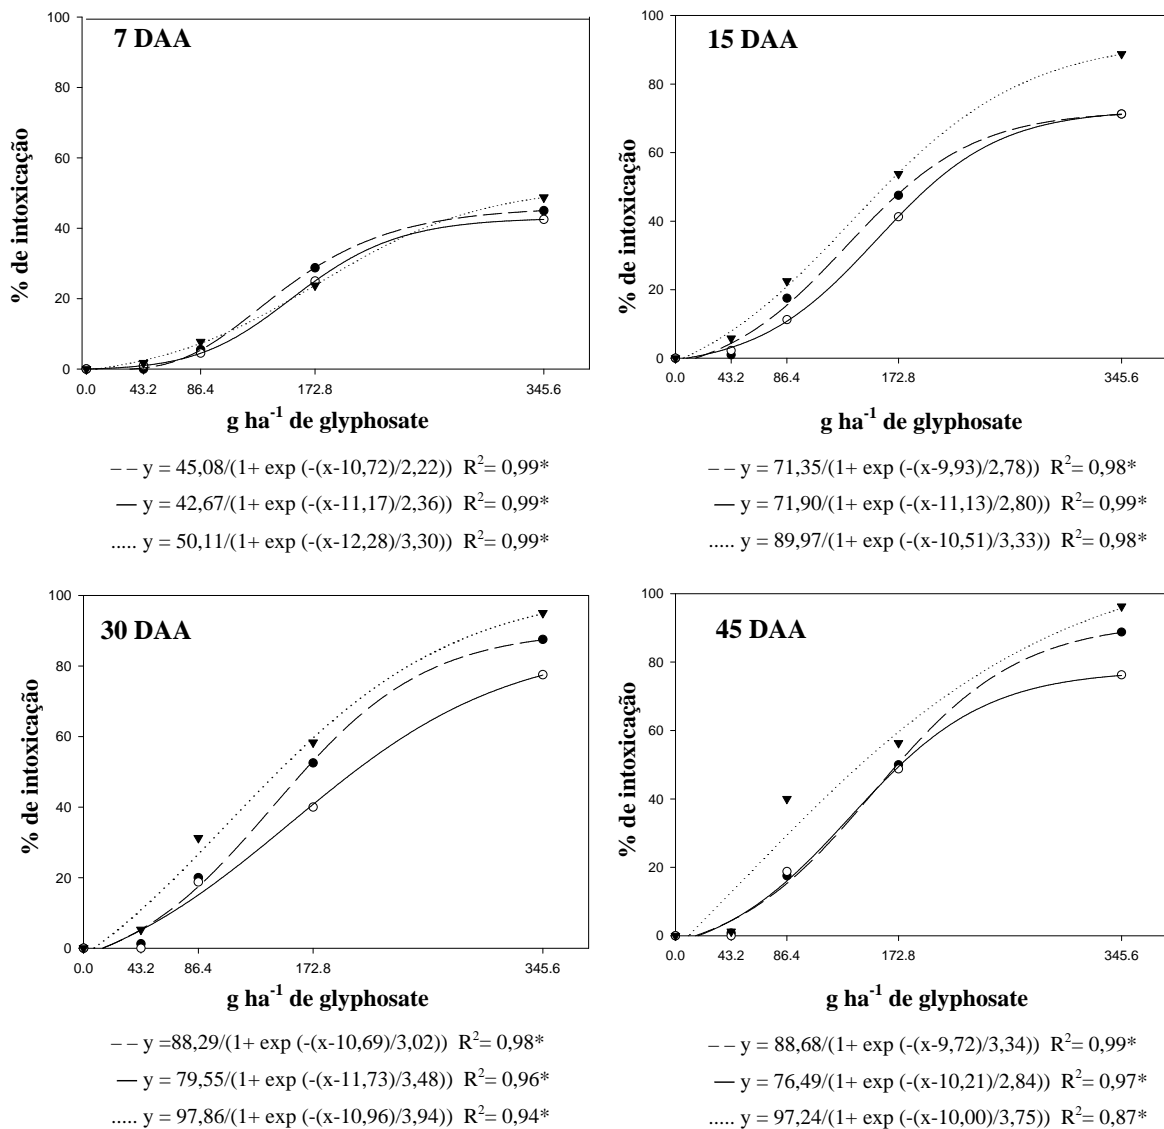 7 DAA
100
80
60
40
20
0
% de intoxicação
0.0 43.2 86.4 172.8 345.6
g ha⁻¹ de glyphosate
– – y = 45,08/(1+ exp (-(x-10,72)/2,22)) R²= 0,99*
— y = 42,67/(1+ exp (-(x-11,17)/2,36)) R²= 0,99*
..... y = 50,11/(1+ exp (-(x-12,28)/3,30)) R²= 0,99*
15 DAA
100
80
60
40
20
0
% de intoxicação
0.0 43.2 86.4 172.8 345.6
g ha⁻¹ de glyphosate
– – y = 71,35/(1+ exp (-(x-9,93)/2,78)) R²= 0,98*
— y = 71,90/(1+ exp (-(x-11,13)/2,80)) R²= 0,99*
..... y = 89,97/(1+ exp (-(x-10,51)/3,33)) R²= 0,98*
30 DAA
100
80
60
40
20
0
% de intoxicação
0.0 43.2 86.4 172.8 345.6
g ha⁻¹ de glyphosate
– – y =88,29/(1+ exp (-(x-10,69)/3,02)) R²= 0,98*
— y = 79,55/(1+ exp (-(x-11,73)/3,48)) R²= 0,96*
..... y = 97,86/(1+ exp (-(x-10,96)/3,94)) R²= 0,94*
45 DAA
100
80
60
40
20
0
% de intoxicação
0.0 43.2 86.4 172.8 345.6
g ha⁻¹ de glyphosate
– – y = 88,68/(1+ exp (-(x-9,72)/3,34)) R²= 0,99*
— y = 76,49/(1+ exp (-(x-10,21)/2,84)) R²= 0,97*
..... y = 97,24/(1+ exp (-(x-10,00)/3,75)) R²= 0,87*